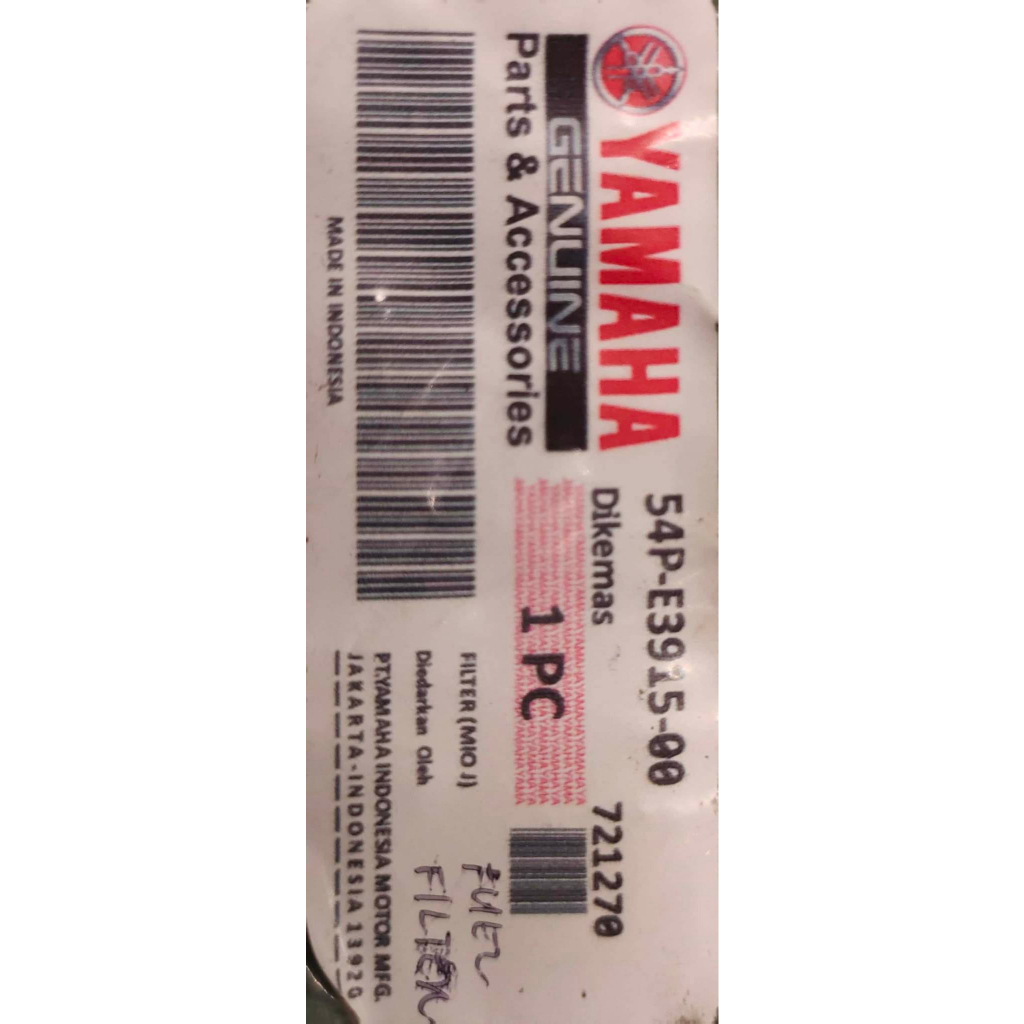 YAMAHA
GENUINE
Parts & Accessories
MADE IN INDONESIA
54P-E3915-00
Dikemas
721270
1 PC
FILTER (MIO J)
Diedarkan Oleh
PT.YAMAHA INDONESIA MOTOR MFG.
JAKARTA-INDONESIA 13920
FUEL
FILTER